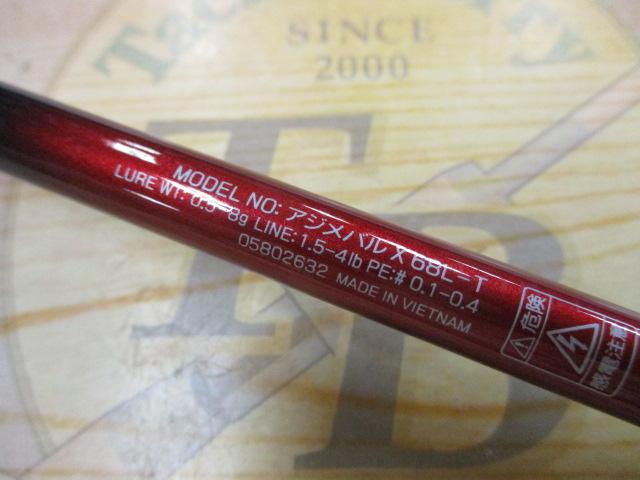 SINCE
2000
TB
MODEL NO: アジメバル X 68L-T
LURE WT: 0.5-8g LINE: 1.5-4lb PE:# 0.1-0.4
05802632 MADE IN VIETNAM
危険
感電注意